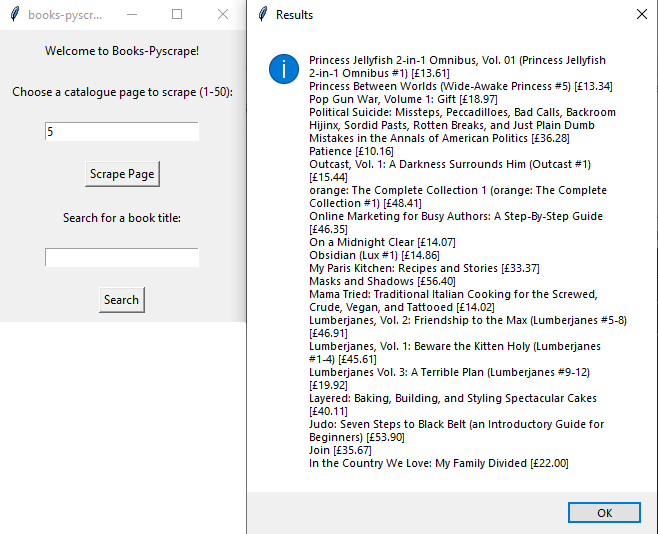 books-pyscr...
Welcome to Books-Pyscrape!
Choose a catalogue page to scrape (1-50):
5
Scrape Page
Search for a book title:
Search
Results
Princess Jellyfish 2-in-1 Omnibus, Vol. 01 (Princess Jellyfish
2-in-1 Omnibus #1) [£13.61]
Princess Between Worlds (Wide-Awake Princess #5) [£13.34]
Pop Gun War, Volume 1: Gift [£18.97]
Political Suicide: Missteps, Peccadilloes, Bad Calls, Backroom
Hijinx, Sordid Pasts, Rotten Breaks, and Just Plain Dumb
Mistakes in the Annals of American Politics [£36.28]
Patience [£10.16]
Outcast, Vol. 1: A Darkness Surrounds Him (Outcast #1)
[£15.44]
orange: The Complete Collection 1 (orange: The Complete
Collection #1) [£48.41]
Online Marketing for Busy Authors: A Step-By-Step Guide
[£46.35]
On a Midnight Clear [£14.07]
Obsidian (Lux #1) [£14.86]
My Paris Kitchen: Recipes and Stories [£33.37]
Masks and Shadows [£56.40]
Mama Tried: Traditional Italian Cooking for the Screwed,
Crude, Vegan, and Tattooed [£14.02]
Lumberjanes, Vol. 2: Friendship to the Max (Lumberjanes #5-8)
[£46.91]
Lumberjanes, Vol. 1: Beware the Kitten Holy (Lumberjanes
#1-4) [£45.61]
Lumberjanes Vol. 3: A Terrible Plan (Lumberjanes #9-12)
[£19.92]
Layered: Baking, Building, and Styling Spectacular Cakes
[£40.11]
Judo: Seven Steps to Black Belt (an Introductory Guide for
Beginners) [£53.90]
Join [£35.67]
In the Country We Love: My Family Divided [£22.00]
OK